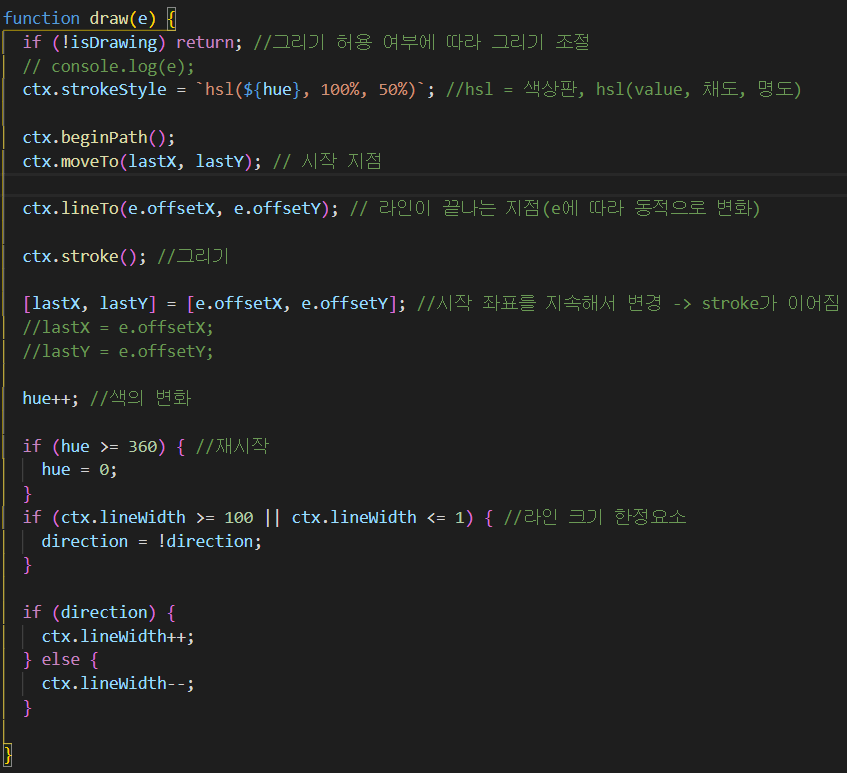 function draw(e) {
if (!isDrawing) return; //그리기 허용 여부에 따라 그리기 조절
// console.log(e);
ctx.strokeStyle = `hsl(${hue}, 100%, 50%)`; //hsl = 색상판, hsl(value, 채도, 명도)
ctx.beginPath();
ctx.moveTo(lastX, lastY); // 시작 지점
ctx.lineTo(e.offsetX, e.offsetY); // 라인이 끝나는 지점(e에 따라 동적으로 변화)
ctx.stroke(); //그리기
[lastX, lastY] = [e.offsetX, e.offsetY]; //시작 좌표를 지속해서 변경 -> stroke가 이어짐
//lastX = e.offsetX;
//lastY = e.offsetY;
hue++; //색의 변화
if (hue >= 360) { //재시작
hue = 0;
}
if (ctx.lineWidth >= 100 || ctx.lineWidth <= 1) { //라인 크기 한정요소
direction = !direction;
}
if (direction) {
ctx.lineWidth++;
} else {
ctx.lineWidth--;
}
}